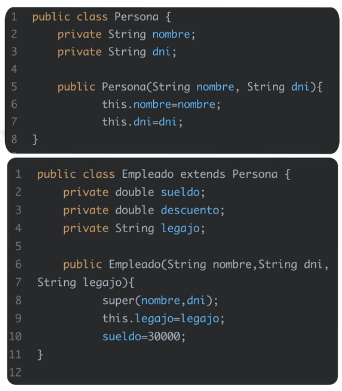 1 public class Persona {
2     private String nombre;
3     private String dni;
4
5     public Persona(String nombre, String dni){
6             this.nombre=nombre;
7             this.dni=dni;
8 }
1 public class Empleado extends Persona {
2     private double sueldo;
3     private double descuento;
4     private String legajo;
5
6     public Empleado(String nombre,String dni,
7 String legajo){
8             super(nombre,dni);
9             this.legajo=legajo;
10             sueldo=30000;
11 }
12